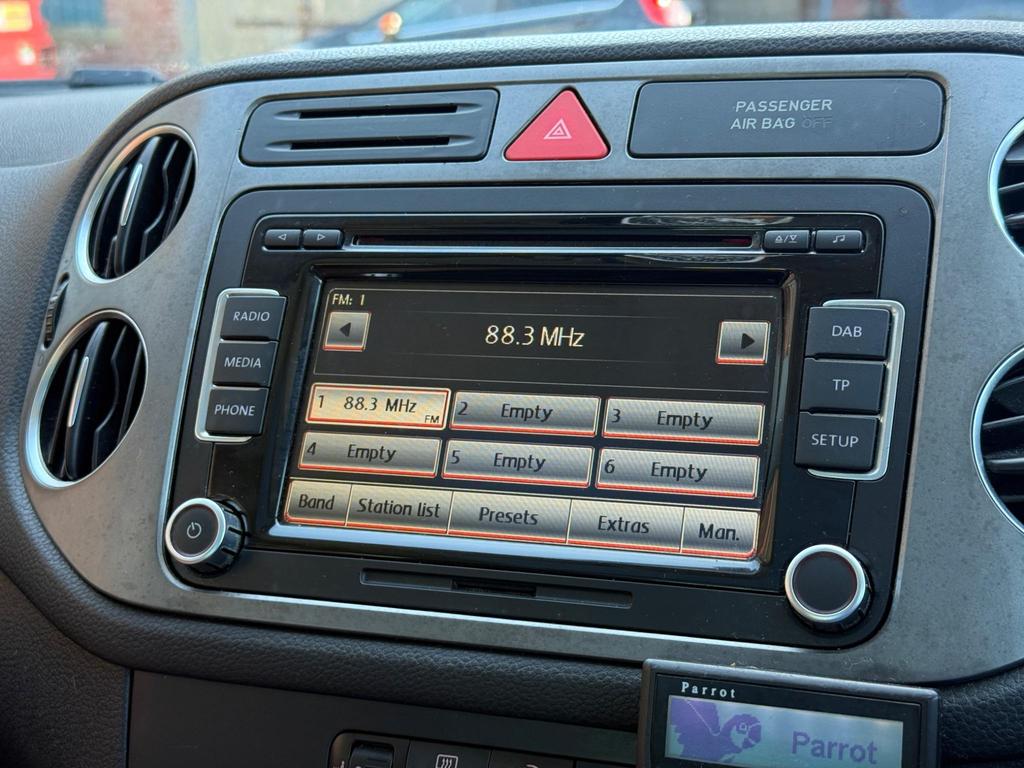 PASSENGER
AIR BAG OFF
RADIO
MEDIA
PHONE
FM: 1
88.3 MHz
1 88.3 MHz FM
2 Empty
3 Empty
4 Empty
5 Empty
6 Empty
Band
Station list
Presets
Extras
Man.
DAB
TP
SETUP
Parrot
Parrot